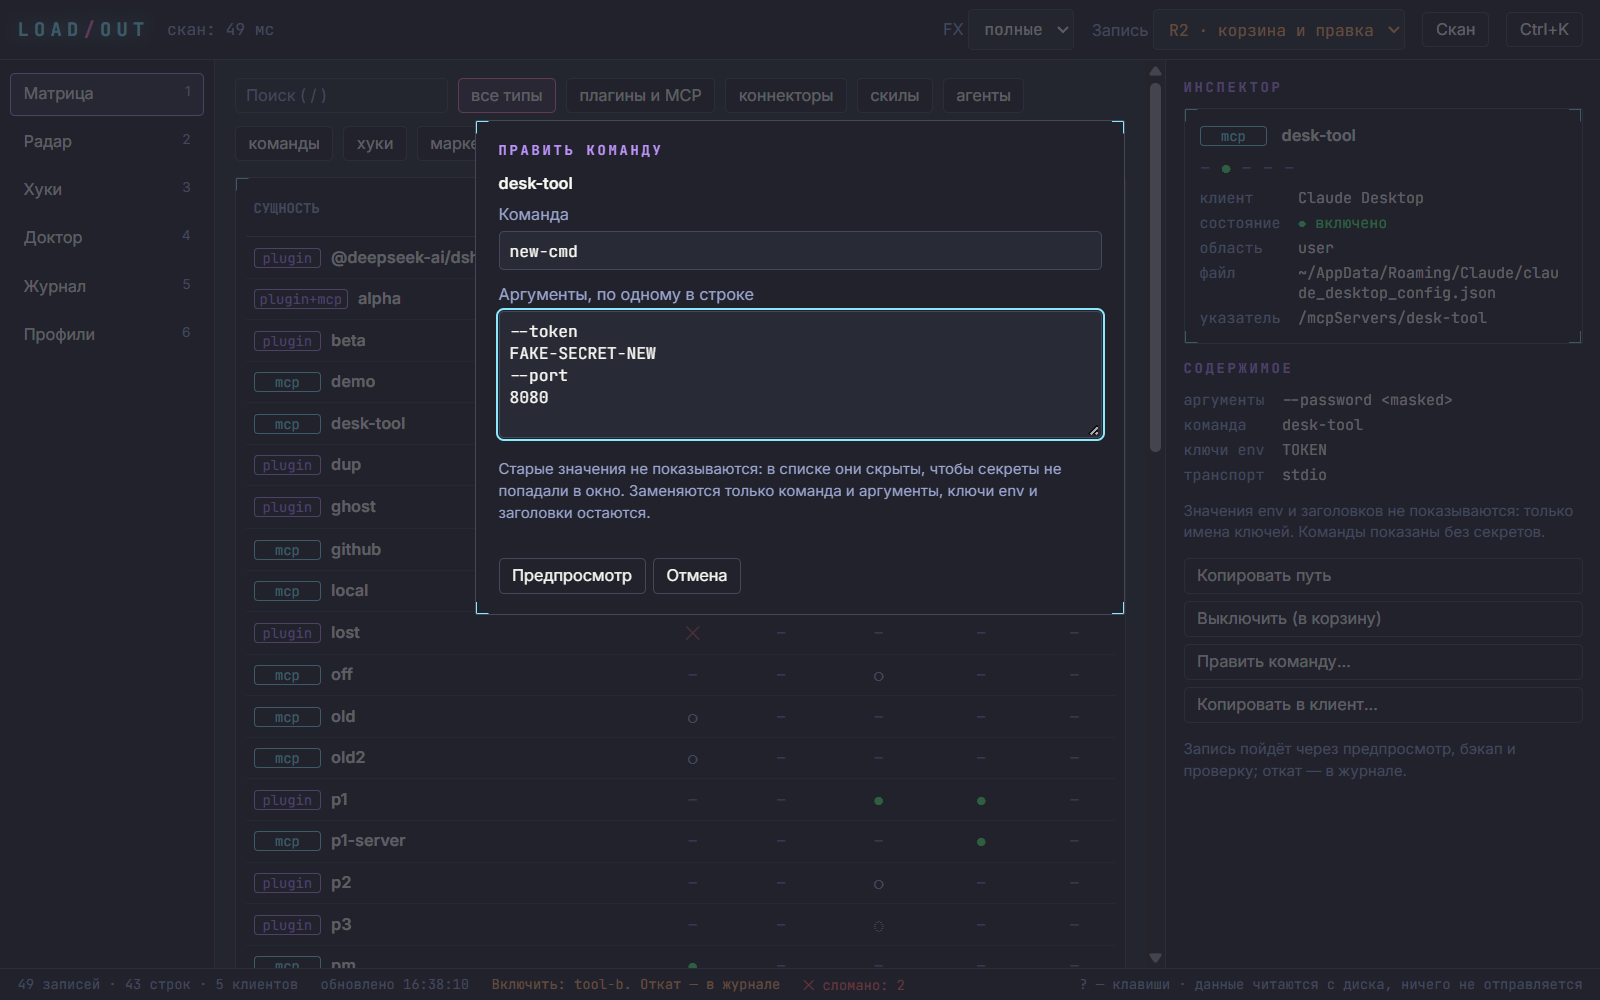 LOAD/OUT
скан: 49 мс
FX
полные
Запись
R2 · корзина и правка
Скан
Ctrl+K
Матрица 1
Радар 2
Хуки 3
Доктор 4
Журнал 5
Профили 6
Поиск ( / )
все типы
плагины и MCP
коннекторы
скилы
агенты
команды
хуки
марке
СУЩНОСТЬ
plugin @deepseek-ai/dsh
plugin+mcp alpha
plugin beta
mcp demo
mcp desk-tool
plugin dup
plugin ghost
mcp github
mcp local
plugin lost
mcp off
mcp old
mcp old2
plugin p1
mcp p1-server
plugin p2
plugin p3
mcp pm
ПРАВИТЬ КОМАНДУ
desk-tool
Команда
new-cmd
Аргументы, по одному в строке
--token
FAKE-SECRET-NEW
--port
8080
Старые значения не показываются: в списке они скрыты, чтобы секреты не
попадали в окно. Заменяются только команда и аргументы, ключи env и
заголовки остаются.
Предпросмотр
Отмена
ИНСПЕКТОР
mcp desk-tool
клиент Claude Desktop
состояние включено
область user
файл ~/AppData/Roaming/Claude/clau
de_desktop_config.json
указатель /mcpServers/desk-tool
СОДЕРЖИМОЕ
аргументы --password <masked>
команда desk-tool
ключи env TOKEN
транспорт stdio
Значения env и заголовков не показываются: только
имена ключей. Команды показаны без секретов.
Копировать путь
Выключить (в корзину)
Править команду...
Копировать в клиент...
Запись пойдёт через предпросмотр, бэкап и
проверку; откат — в журнале.
49 записей · 43 строк · 5 клиентов
обновлено 16:38:10
Включить: tool-b. Откат — в журнале
сломано: 2
? — клавиши · данные читаются с диска, ничего не отправляется